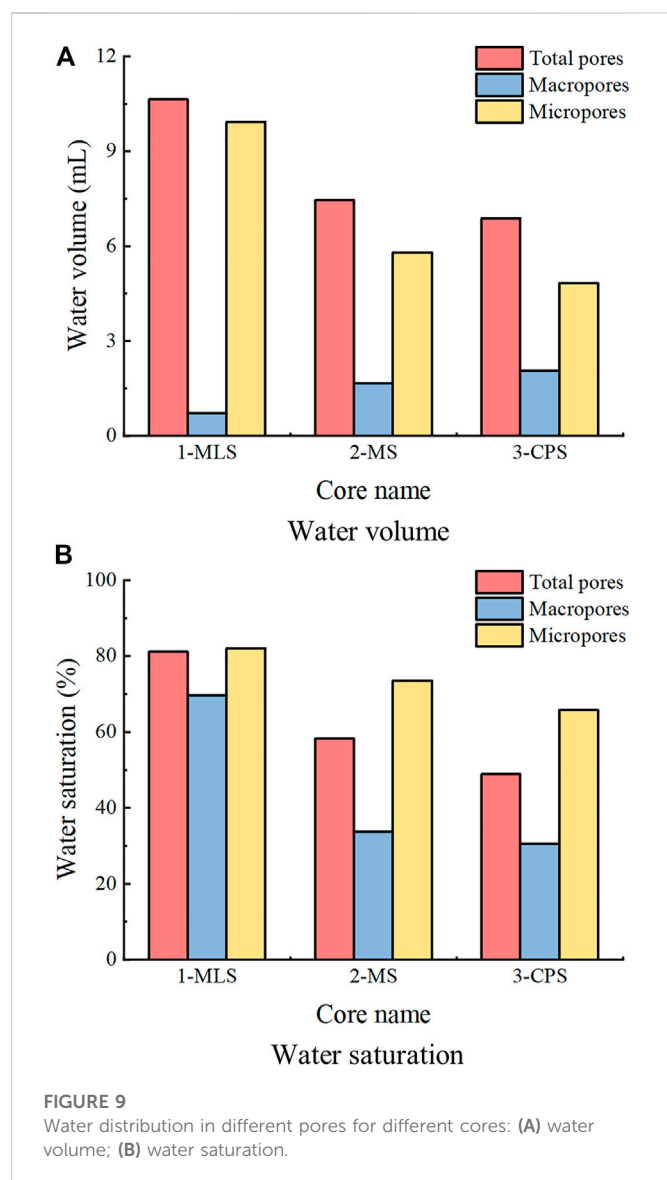 A
12
9
6
3
0
Water volume (mL)
Total pores
Macropores
Micropores
1-MLS 2-MS 3-CPS
Core name
Water volume
B
100
80
60
40
20
0
Water saturation (%)
Total pores
Macropores
Micropores
1-MLS 2-MS 3-CPS
Core name
Water saturation
FIGURE 9
Water distribution in different pores for different cores: (A) water
volume; (B) water saturation.